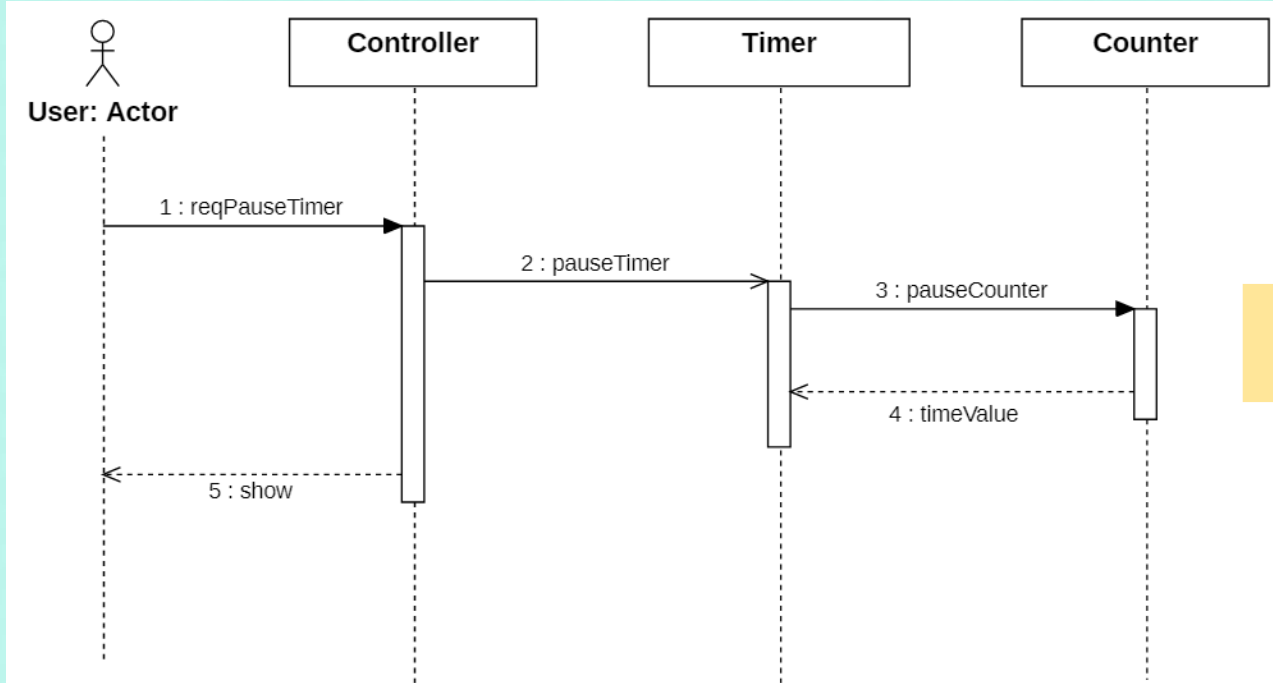 Controller
Timer
Counter
User: Actor
1 : reqPauseTimer
2 : pauseTimer
3 : pauseCounter
4 : timeValue
5 : show